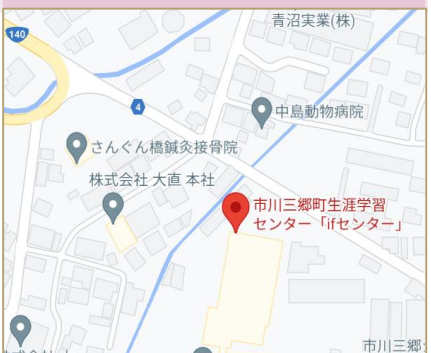 青沼実業(株)
140
4
中島動物病院
さんぐん橋鍼灸接骨院
株式会社 大直 本社
市川三郷町生涯学習
センター「ifセンター」
市川三郷